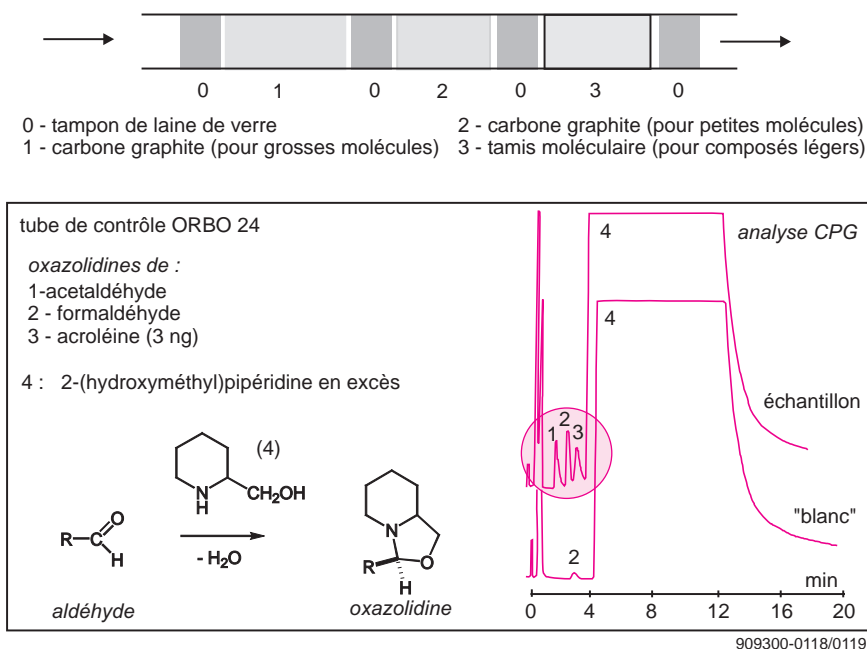 0 1 0 2 0 3 0
0 - tampon de laine de verre
1 - carbone graphite (pour grosses molécules)
2 - carbone graphite (pour petites molécules)
3 - tamis moléculaire (pour composés légers)
tube de contrôle ORBO 24
oxazolidines de :
1-acetaldéhyde
2 - formaldéhyde
3 - acroléine (3 ng)
4 : 2-(hydroxyméthyl)pipéridine en excès
(4)
N
H
CH₂OH
R-C
O
H
- H₂O
aldéhyde
N
R
O
H
oxazolidine
analyse CPG
4
4
échantillon
1 2 3
"blanc"
2
min
0 4 8 12 16 20
909300-0118/0119